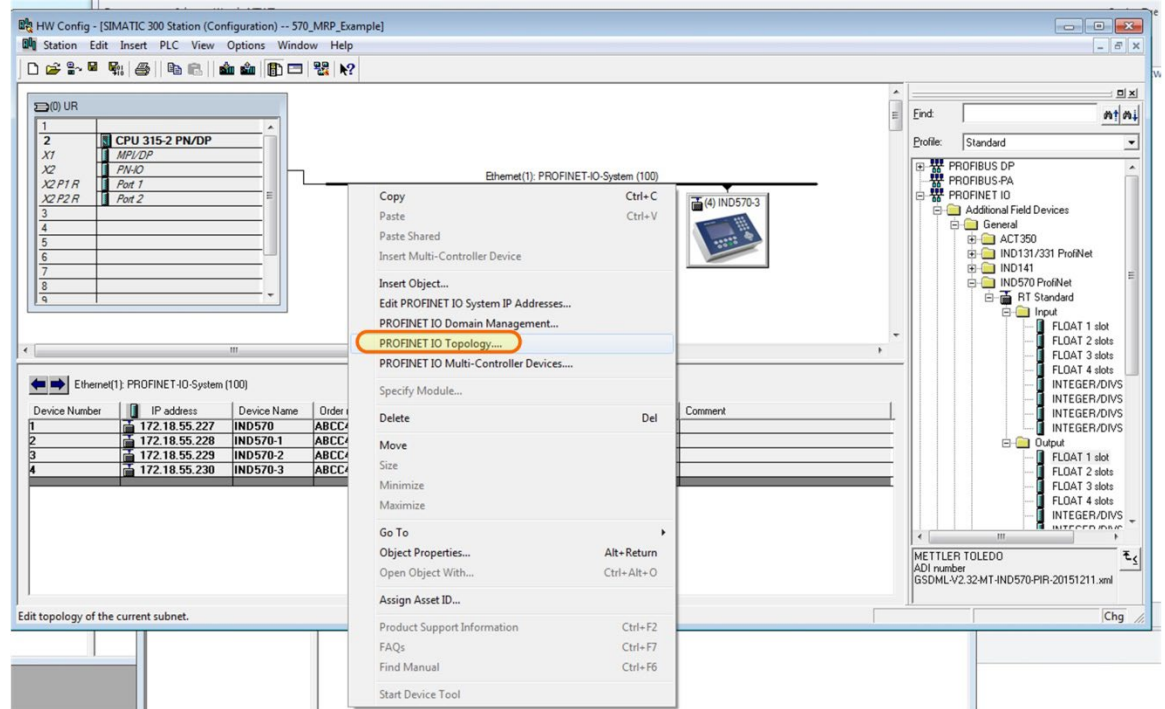 HW Config - [SIMATIC 300 Station (Configuration) -- 570_MRP_Example]
Station Edit Insert PLC View Options Window Help
(0) UR
1
2 CPU 315-2 PN/DP
X1 MPI/DP
X2 PN-IO
X2 P1 R Port 1
X2 P2 R Port 2
3
4
5
6
7
8
9
Ethernet(1): PROFINET-IO-System (100)
(4) IND570-3
Copy Ctrl+C
Paste Ctrl+V
Paste Shared
Insert Multi-Controller Device
Insert Object...
Edit PROFINET IO System IP Addresses...
PROFINET IO Domain Management...
PROFINET IO Topology....
PROFINET IO Multi-Controller Devices....
Specify Module...
Delete Del
Move
Size
Minimize
Maximize
Go To
Object Properties... Alt+Return
Open Object With... Ctrl+Alt+O
Assign Asset ID...
Product Support Information Ctrl+F2
FAQs Ctrl+F7
Find Manual Ctrl+F6
Start Device Tool
Ethernet(1): PROFINET-IO-System (100)
Device Number IP address Device Name Order Comment
1 172.18.55.227 IND570 ABCC4
2 172.18.55.228 IND570-1 ABCC4
3 172.18.55.229 IND570-2 ABCC4
4 172.18.55.230 IND570-3 ABCC4
Find:
Profile: Standard
PROFIBUS DP
PROFIBUS-PA
PROFINET IO
Additional Field Devices
General
ACT350
IND131/331 ProfiNet
IND141
IND570 ProfiNet
RT Standard
Input
FLOAT 1 slot
FLOAT 2 slots
FLOAT 3 slots
FLOAT 4 slots
INTEGER/DIVS
INTEGER/DIVS
INTEGER/DIVS
INTEGER/DIVS
Output
FLOAT 1 slot
FLOAT 2 slots
FLOAT 3 slots
FLOAT 4 slots
INTEGER/DIVS
INTEGER/DIVS
METTLER TOLEDO
ADI number
GSDML-V2.32-MT-IND570-PIR-20151211.xml
Edit topology of the current subnet.
Chg